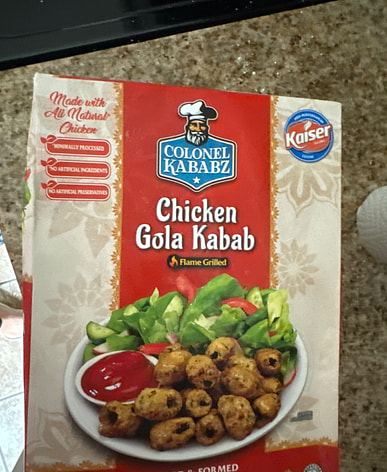 Made with
All Natural*
Chicken
*MINIMALLY PROCESSED
NO ARTIFICIAL INGREDIENTS
NO ARTIFICIAL PRESERVATIVES
COLONEL
KABABZ
Kaiser
Chicken
Gola Kabab
Flame Grilled
& FORMED